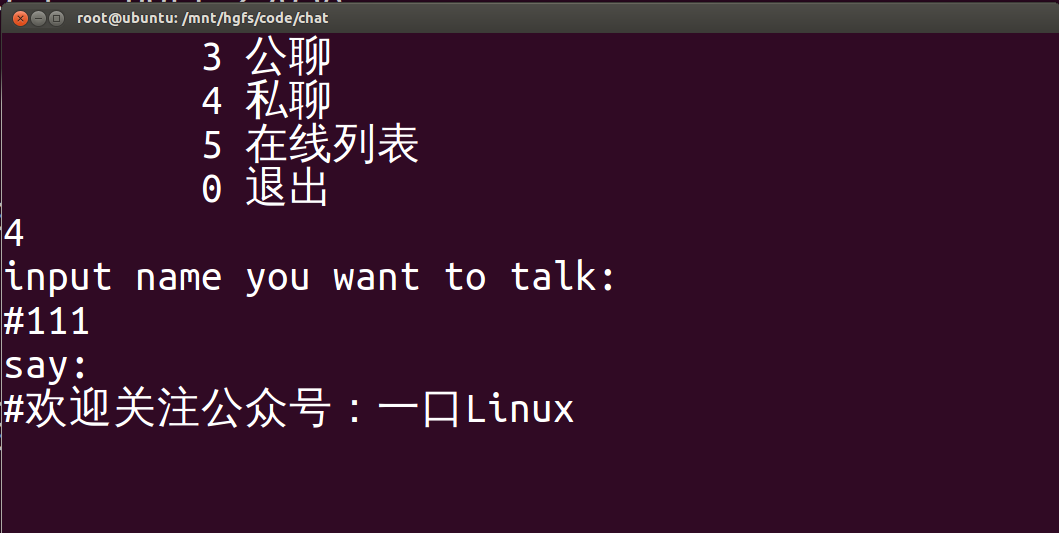 root@ubuntu: /mnt/hgfs/code/chat
3 公聊
4 私聊
5 在线列表
0 退出
4
input name you want to talk:
#111
say:
#欢迎关注公众号：一口Linux